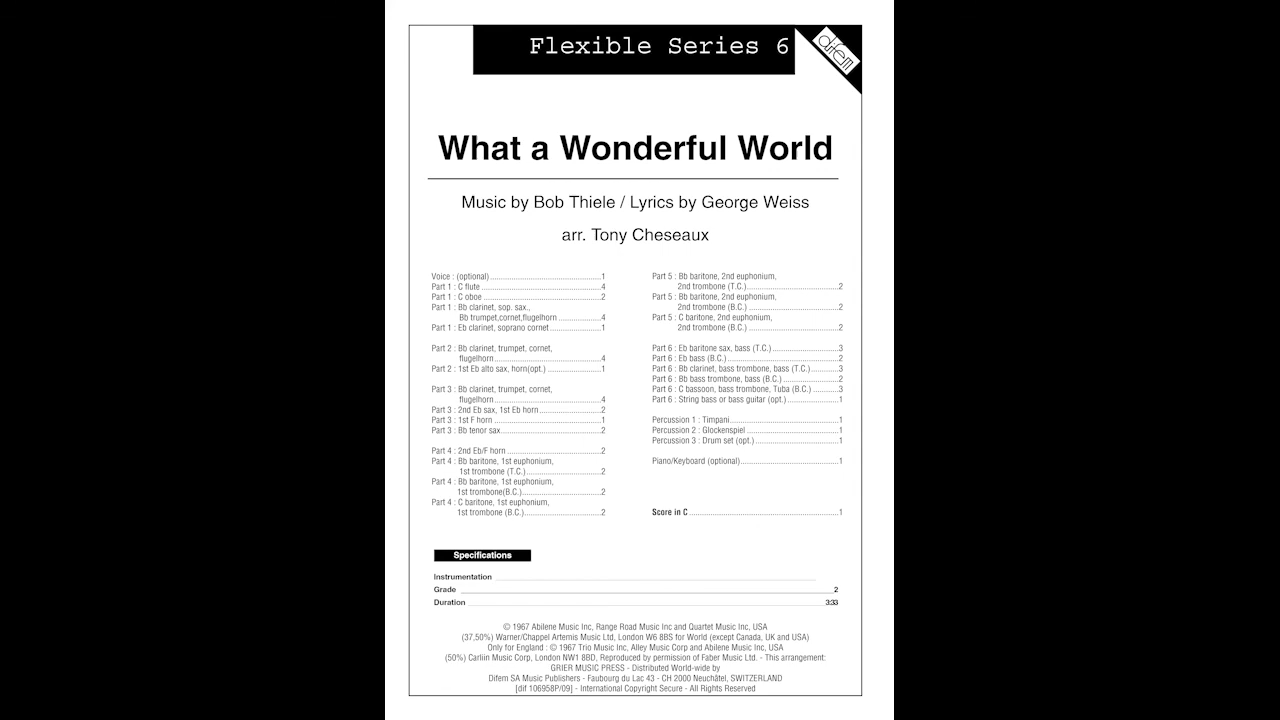 Flexible Series 6
difem
What a Wonderful World
Music by Bob Thiele / Lyrics by George Weiss
arr. Tony Cheseaux
Voice : (optional)...1
Part 1 : C flute...4
Part 1 : C oboe...2
Part 1 : Bb clarinet, sop. sax.,
Bb trumpet,cornet,flugelhorn...4
Part 1 : Eb clarinet, soprano cornet...1
Part 2 : Bb clarinet, trumpet, cornet,
flugelhorn...4
Part 2 : 1st Eb alto sax, horn(opt.)...1
Part 3 : Bb clarinet, trumpet, cornet,
flugelhorn...4
Part 3 : 2nd Eb sax, 1st Eb horn...2
Part 3 : 1st F horn...1
Part 3 : Bb tenor sax...2
Part 4 : 2nd Eb/F horn...2
Part 4 : Bb baritone, 1st euphonium,
1st trombone (T.C.)...2
Part 4 : Bb baritone, 1st euphonium,
1st trombone(B.C.)...2
Part 4 : C baritone, 1st euphonium,
1st trombone (B.C.)...2
Part 5 : Bb baritone, 2nd euphonium,
2nd trombone (T.C.)...2
Part 5 : Bb baritone, 2nd euphonium,
2nd trombone (B.C.)...2
Part 5 : C baritone, 2nd euphonium,
2nd trombone (B.C.)...2
Part 6 : Eb baritone sax, bass (T.C.)...3
Part 6 : Eb bass (B.C.)...2
Part 6 : Bb clarinet, bass trombone, bass (T.C.)...3
Part 6 : Bb bass trombone, bass (B.C.)...2
Part 6 : C bassoon, bass trombone, Tuba (B.C.)...3
Part 6 : String bass or bass guitar (opt.)...1
Percussion 1 : Timpani...1
Percussion 2 : Glockenspiel...1
Percussion 3 : Drum set (opt.)...1
Piano/Keyboard (optional)...1
Score in C...1
Specifications
Instrumentation
Grade 2
Duration 3:33
© 1967 Abilene Music Inc, Range Road Music Inc and Quartet Music Inc, USA
(37,50%) Warner/Chappel Artemis Music Ltd, London W6 8BS for World (except Canada, UK and USA)
Only for England : © 1967 Trio Music Inc, Alley Music Corp and Abilene Music Inc, USA
(50%) Carliin Music Corp, London NW1 8BD, Reproduced by permission of Faber Music Ltd. - This arrangement:
GRIER MUSIC PRESS - Distributed World-wide by
Difem SA Music Publishers - Faubourg du Lac 43 - CH 2000 Neuchâtel, SWITZERLAND
[dif 106958P/09] - International Copyright Secure - All Rights Reserved